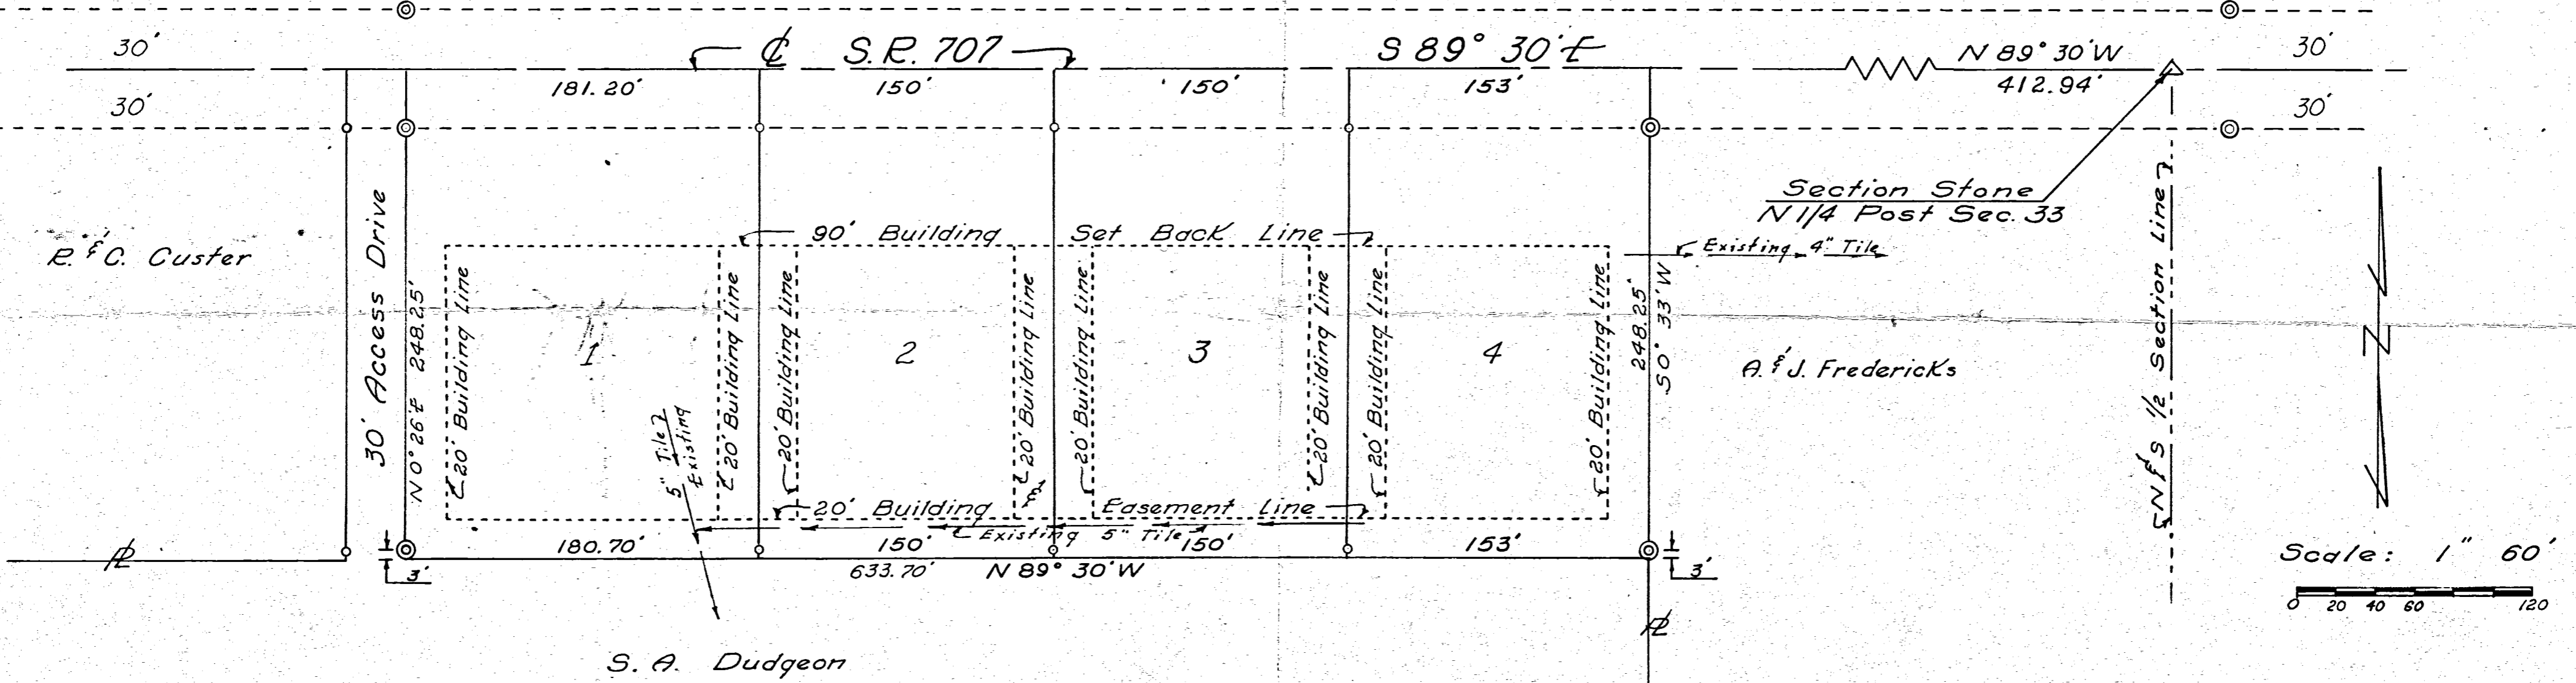 30'
℄ S.R. 707
S 89° 30' E
N 89° 30' W
30'
181.20'
150'
150'
153'
412.94'
30'
30'
Section Stone
N 1/4 Post Sec. 33
R. & C. Custer
30' Access Drive
N 0° 26' E 248.25'
90' Building Set Back Line
Existing 4" Tile
20' Building Line
20' Building Line
20' Building Line
20' Building Line
20' Building Line
20' Building Line
20' Building Line
20' Building Line
1
2
3
4
248.25'
S 0° 33' W
A. & J. Fredericks
N & S 1/2 Section Line
N
5" Tile
Existing
20' Building Easement Line
Existing 5" Tile
180.70'
150'
150'
153'
633.70' N 89° 30' W
3'
3'
℄
℄
S. A. Dudgeon
Scale: 1" 60'
0 20 40 60 120